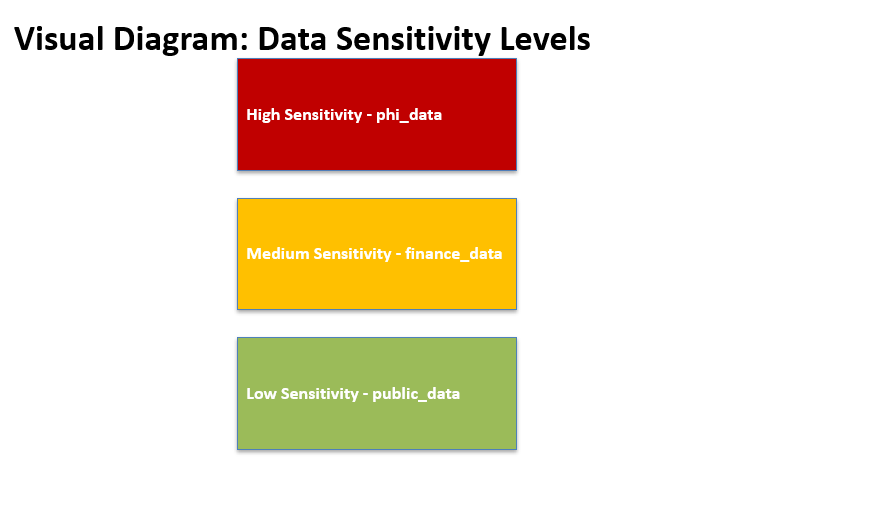 Visual Diagram: Data Sensitivity Levels
High Sensitivity - phi_data
Medium Sensitivity - finance_data
Low Sensitivity - public_data